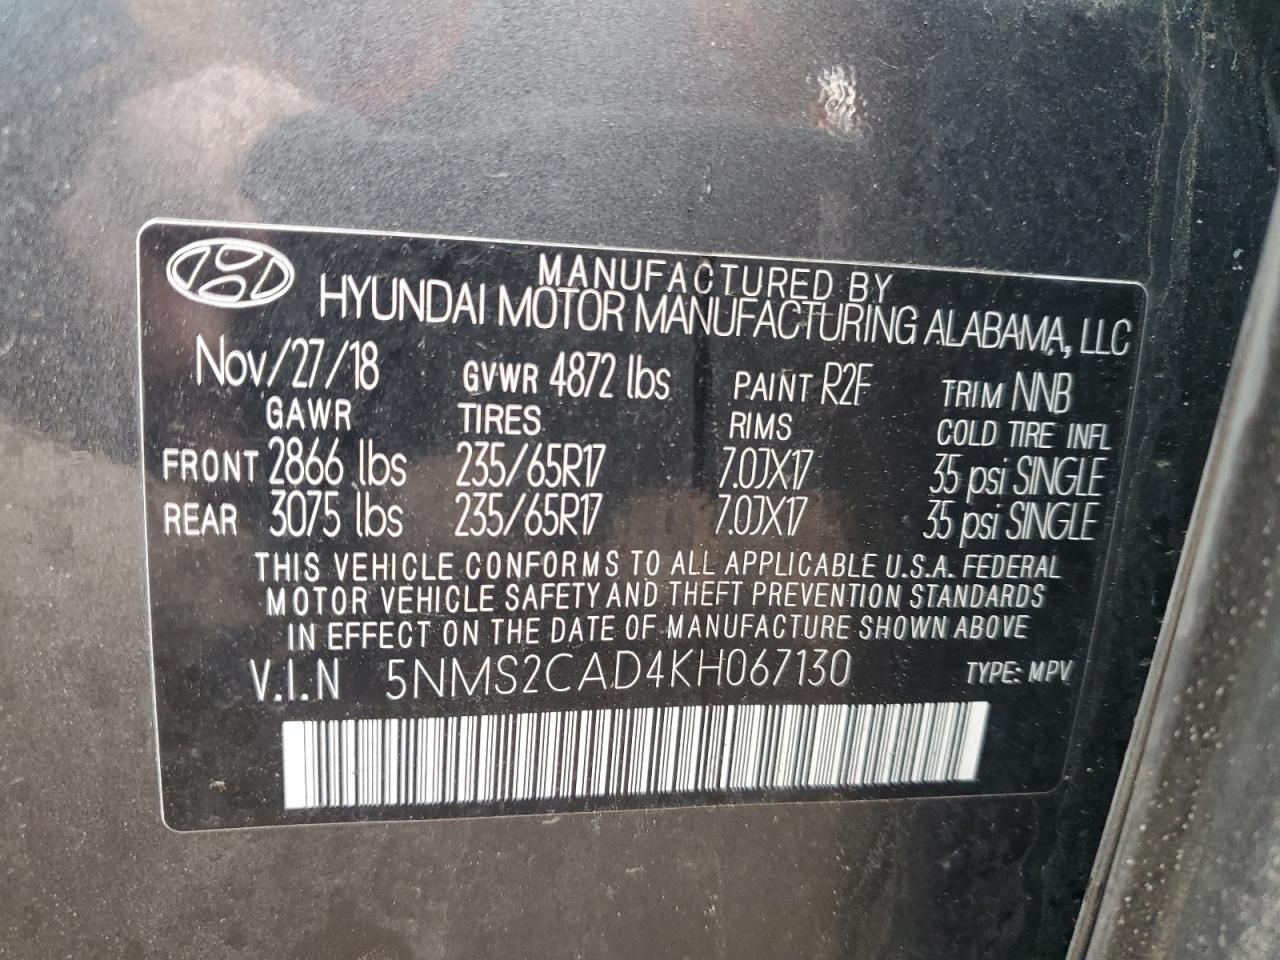 MANUFACTURED BY
HYUNDAI MOTOR MANUFACTURING ALABAMA, LLC
Nov/27/18 GVWR 4872 lbs PAINT R2F TRIM NNB
GAWR TIRES RIMS COLD TIRE INFL
FRONT 2866 lbs 235/65R17 7.0JX17 35 psi SINGLE
REAR 3075 lbs 235/65R17 7.0JX17 35 psi SINGLE
THIS VEHICLE CONFORMS TO ALL APPLICABLE U.S.A. FEDERAL
MOTOR VEHICLE SAFETY AND THEFT PREVENTION STANDARDS
IN EFFECT ON THE DATE OF MANUFACTURE SHOWN ABOVE
V.I.N 5NMS2CAD4KH067130 TYPE: MPV